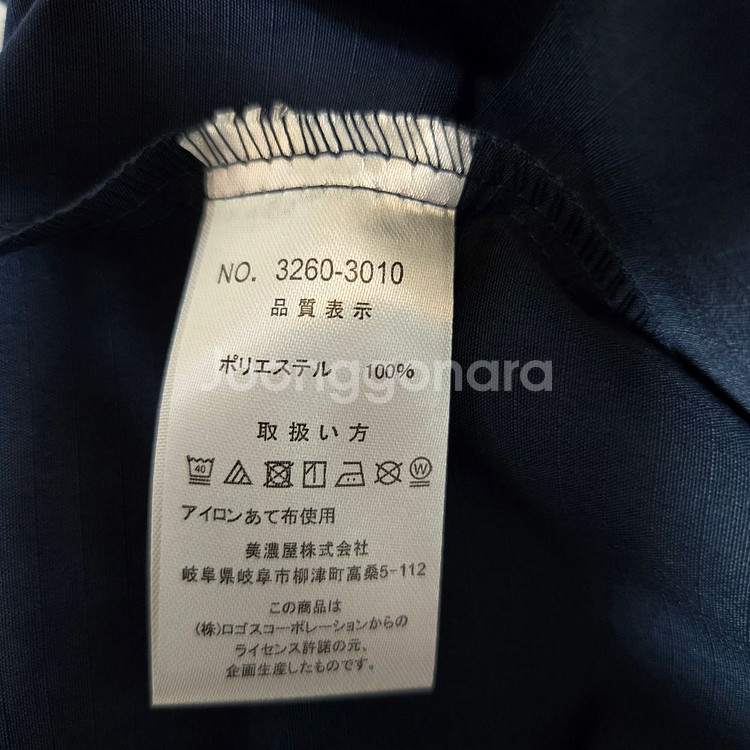 NO. 3260-3010
品質表示
ポリエステル 100%
Joonggonara
取扱い方
40 W
アイロンあて布使用
美濃屋株式会社
岐阜県岐阜市柳津町高桑5-112
この商品は
(株)ロゴスコーポレーションからの
ライセンス許諾の元、
企画生産したものです。